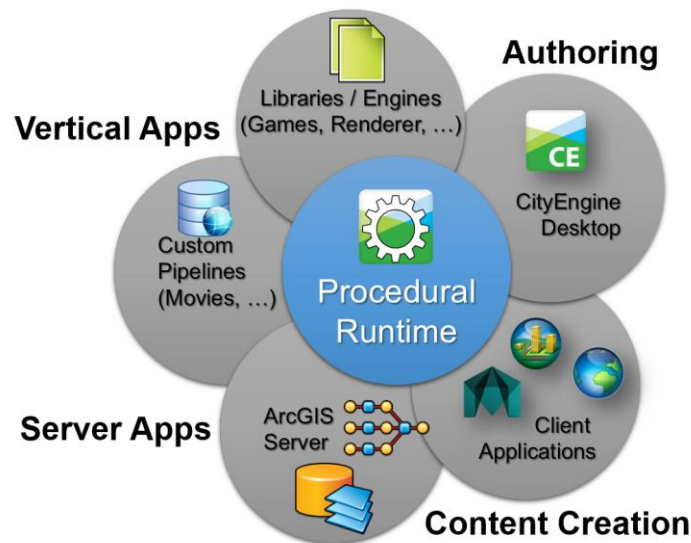 Authoring
Libraries / Engines
(Games, Renderer, ...)
Vertical Apps
CE
CityEngine
Desktop
Custom
Pipelines
(Movies, ...)
Procedural
Runtime
ArcGIS
Server
Server Apps
Client
Applications
Content Creation